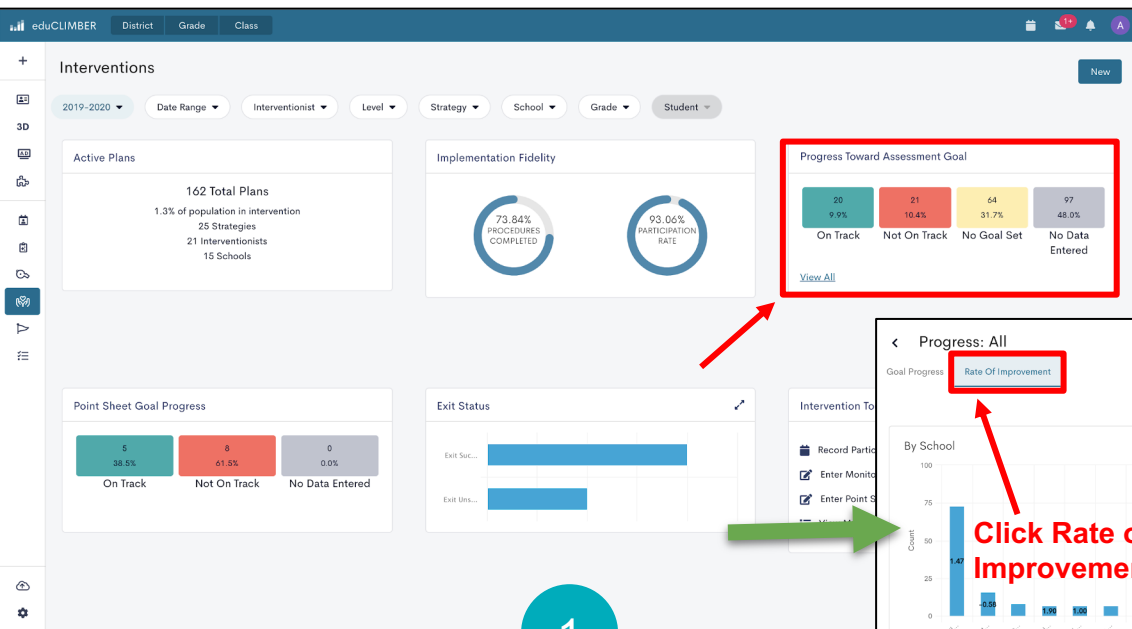 eduCLIMBER District Grade Class
1+ A
Interventions
New
2019-2020 Date Range Interventionist Level Strategy School Grade Student
3D
Active Plans
162 Total Plans
1.3% of population in intervention
25 Strategies
21 Interventionists
15 Schools
Implementation Fidelity
73.84%
PROCEDURES
COMPLETED
93.06%
PARTICIPATION
RATE
Progress Toward Assessment Goal
20 21 64 97
9.9% 10.4% 31.7% 48.0%
On Track Not On Track No Goal Set No Data
Entered
View All
Point Sheet Goal Progress
5 8 0
38.5% 61.5% 0.0%
On Track Not On Track No Data Entered
Exit Status
Exit Suc...
Exit Uns...
Intervention To
Record Partic
Enter Monito
Enter Point S
Progress: All
Goal Progress Rate Of Improvement
By School
100
75
50
25
0
Count
1.47
-0.58
1.90
1.00
Click Rate o
Improvemen
1